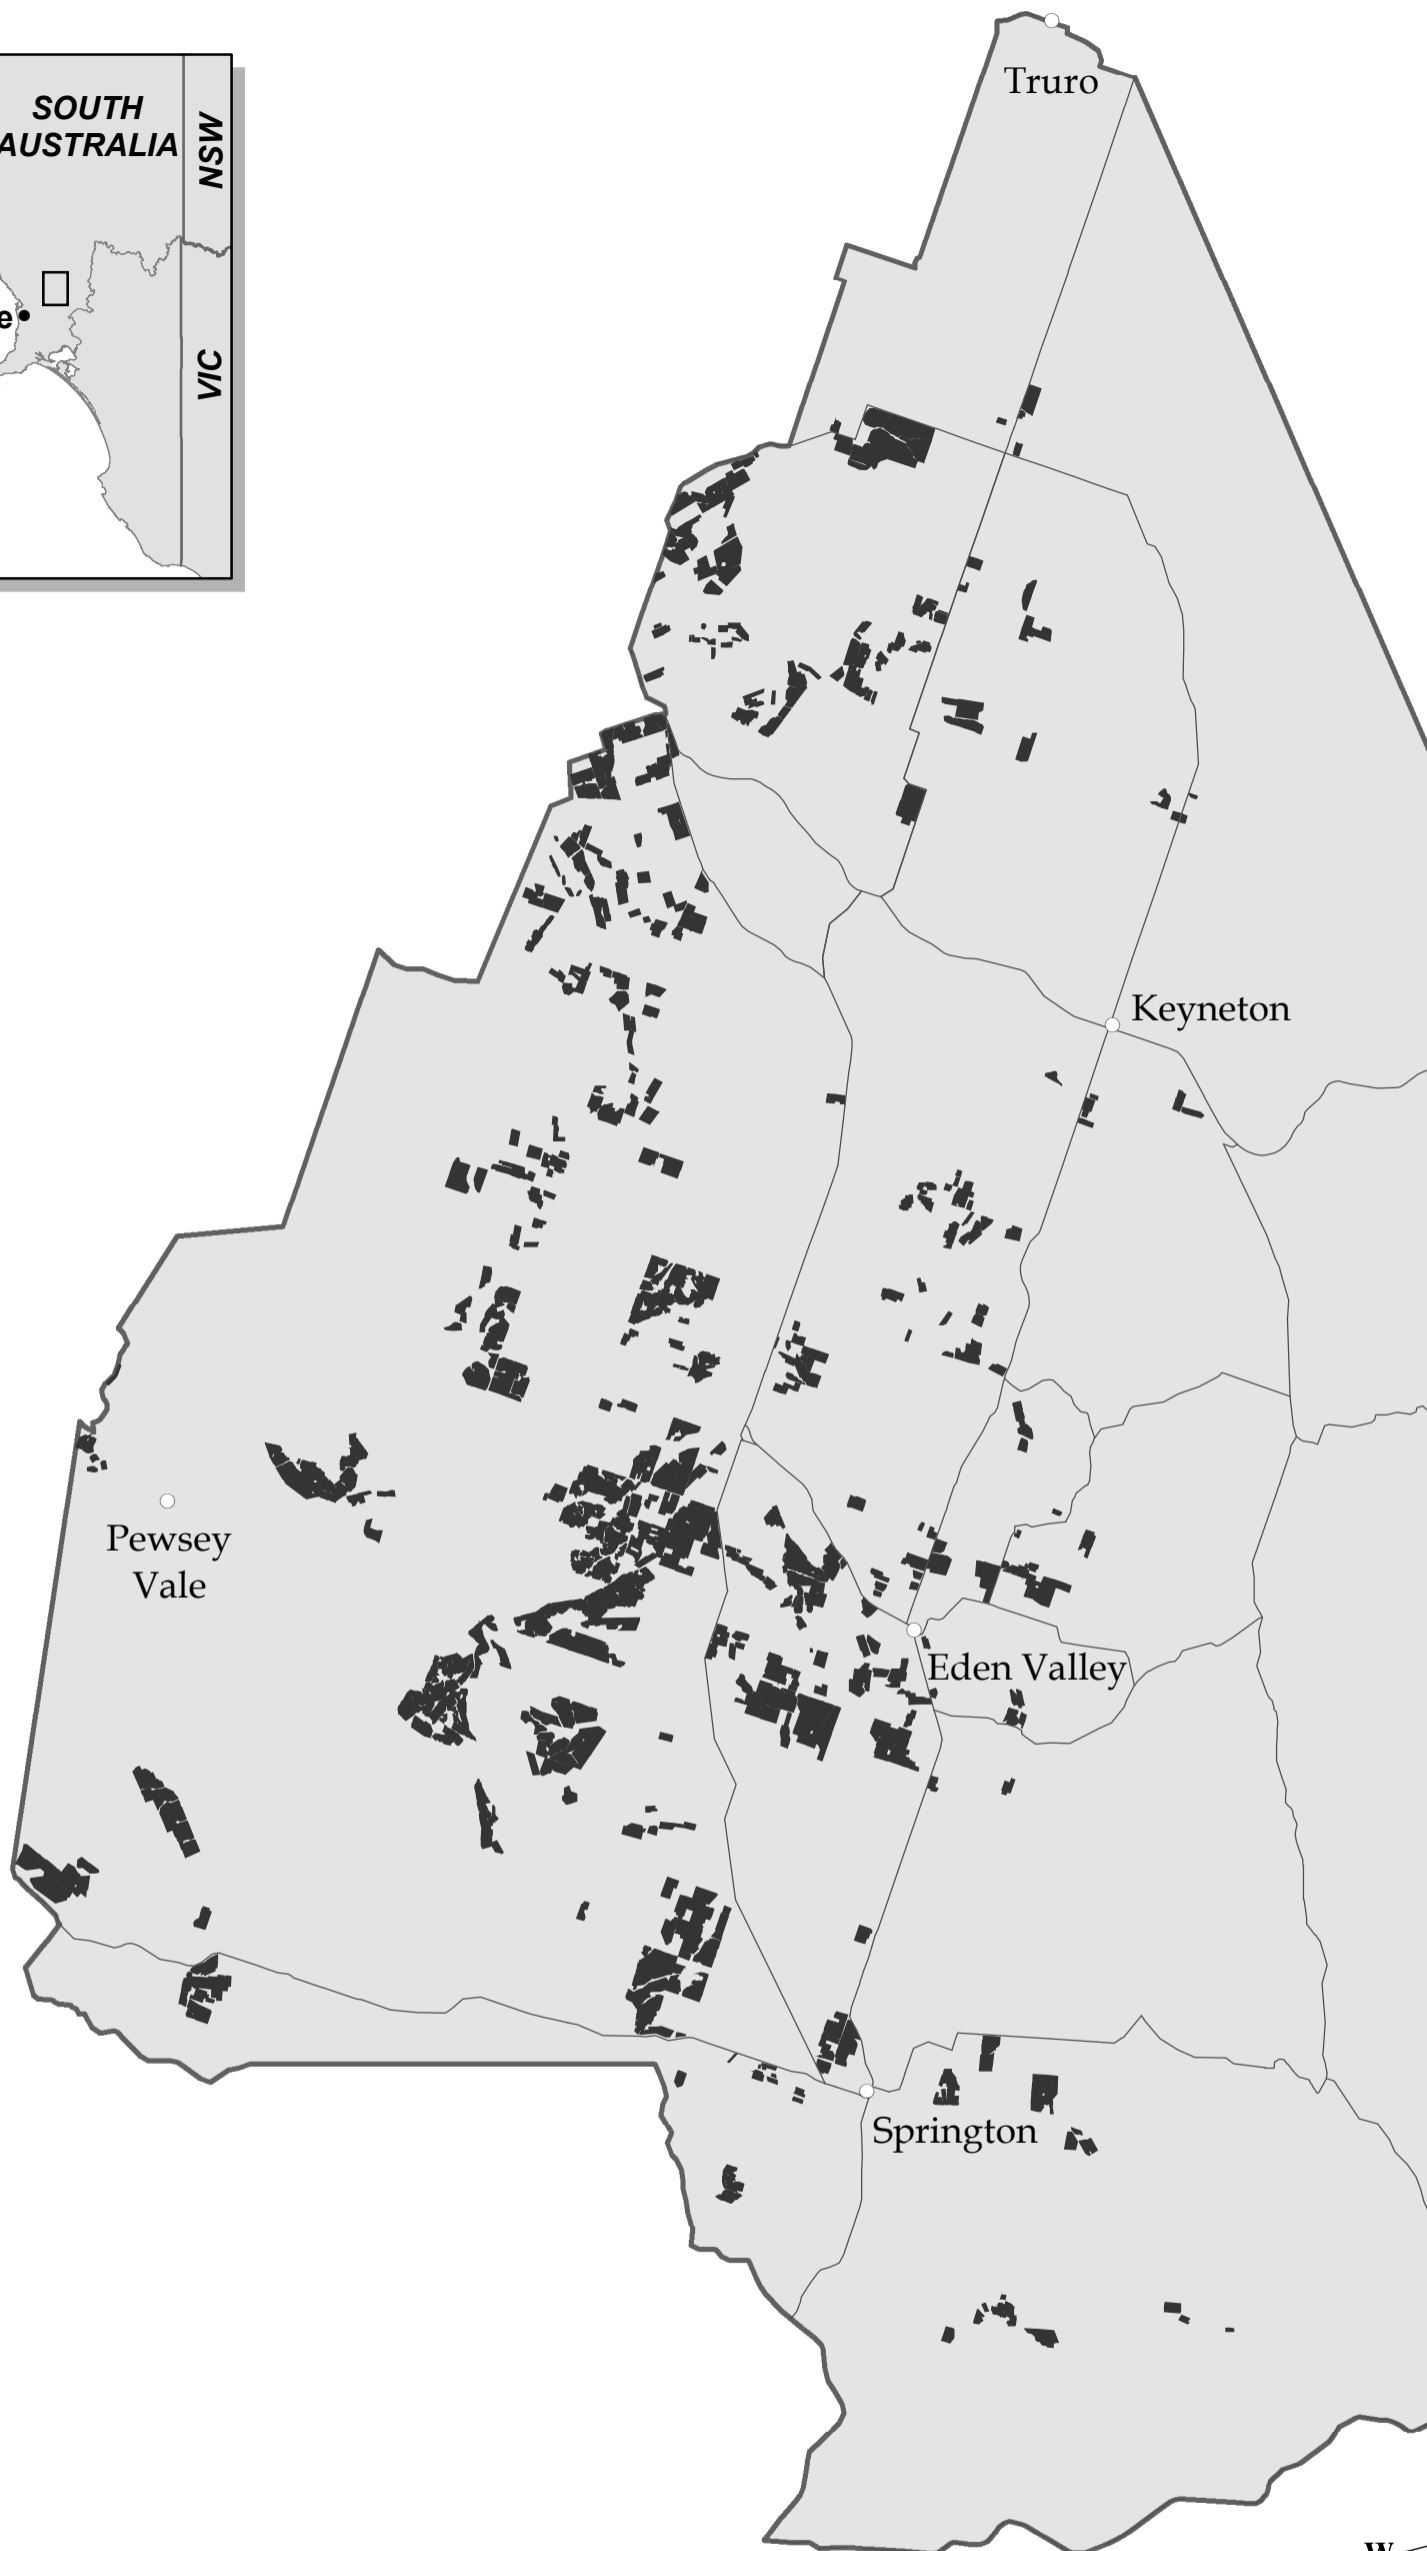 SOUTH
AUSTRALIA
NSW
VIC
e
Truro
Keyneton
Pewsey
Vale
Eden Valley
Springton
W